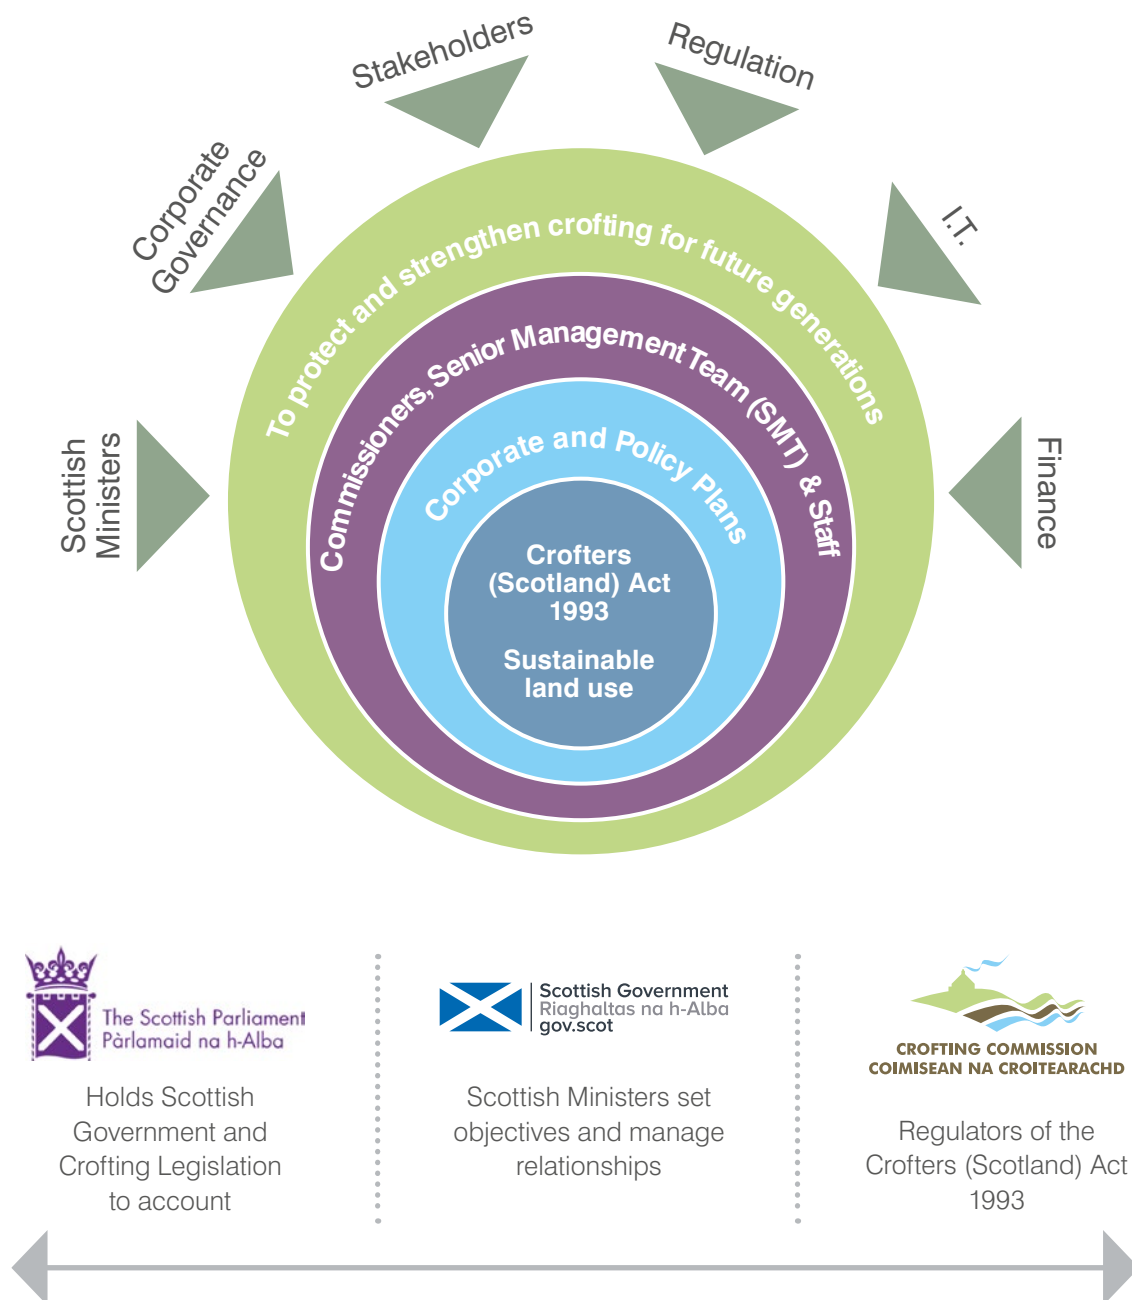 Stakeholders
Regulation
Corporate
Governance
I.T.
Scottish
Ministers
Finance
To protect and strengthen crofting for future generations
Commissioners, Senior Management Team (SMT) & Staff
Corporate and Policy Plans
Crofters
(Scotland) Act
1993
Sustainable
land use
The Scottish Parliament
Pàrlamaid na h-Alba
Holds Scottish
Government and
Crofting Legislation
to account
Scottish Government
Riaghaltas na h-Alba
gov.scot
Scottish Ministers set
objectives and manage
relationships
CROFTING COMMISSION
COIMISEAN NA CROITEARACHD
Regulators of the
Crofters (Scotland) Act
1993